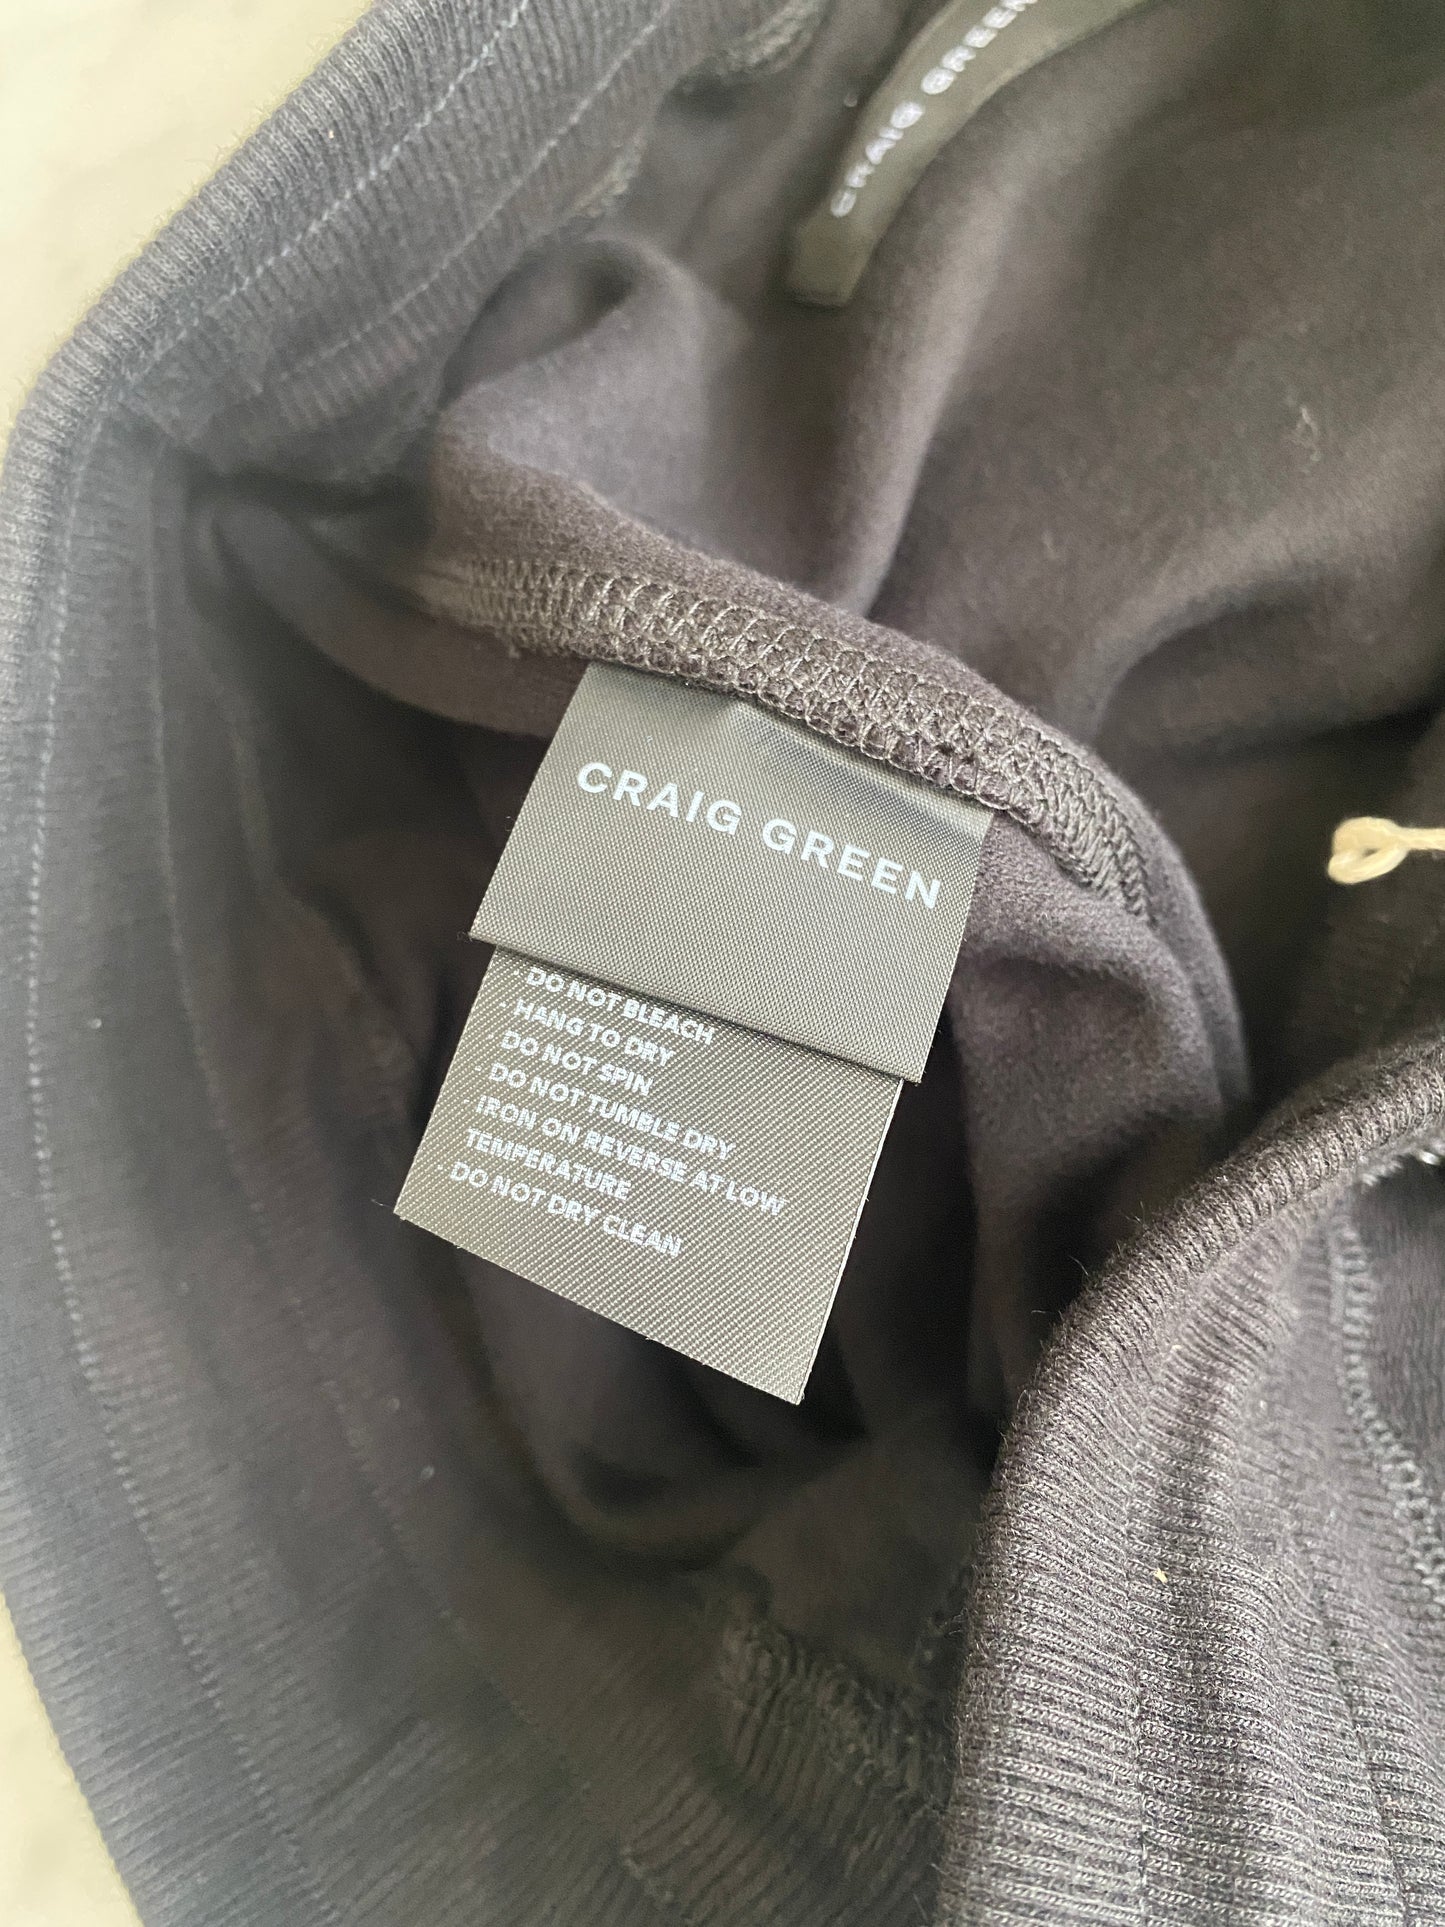 CRAIG GREEN
CRAIG GREEN
· DO NOT BLEACH
· HANG TO DRY
DO NOT SPIN
· DO NOT TUMBLE DRY
· IRON ON REVERSE AT LOW
TEMPERATURE
· DO NOT DRY CLEAN